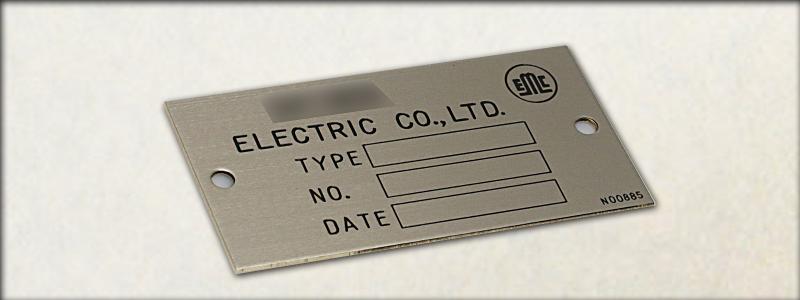 EMC
ELECTRIC CO.,LTD.
TYPE
NO.
DATE
N00885